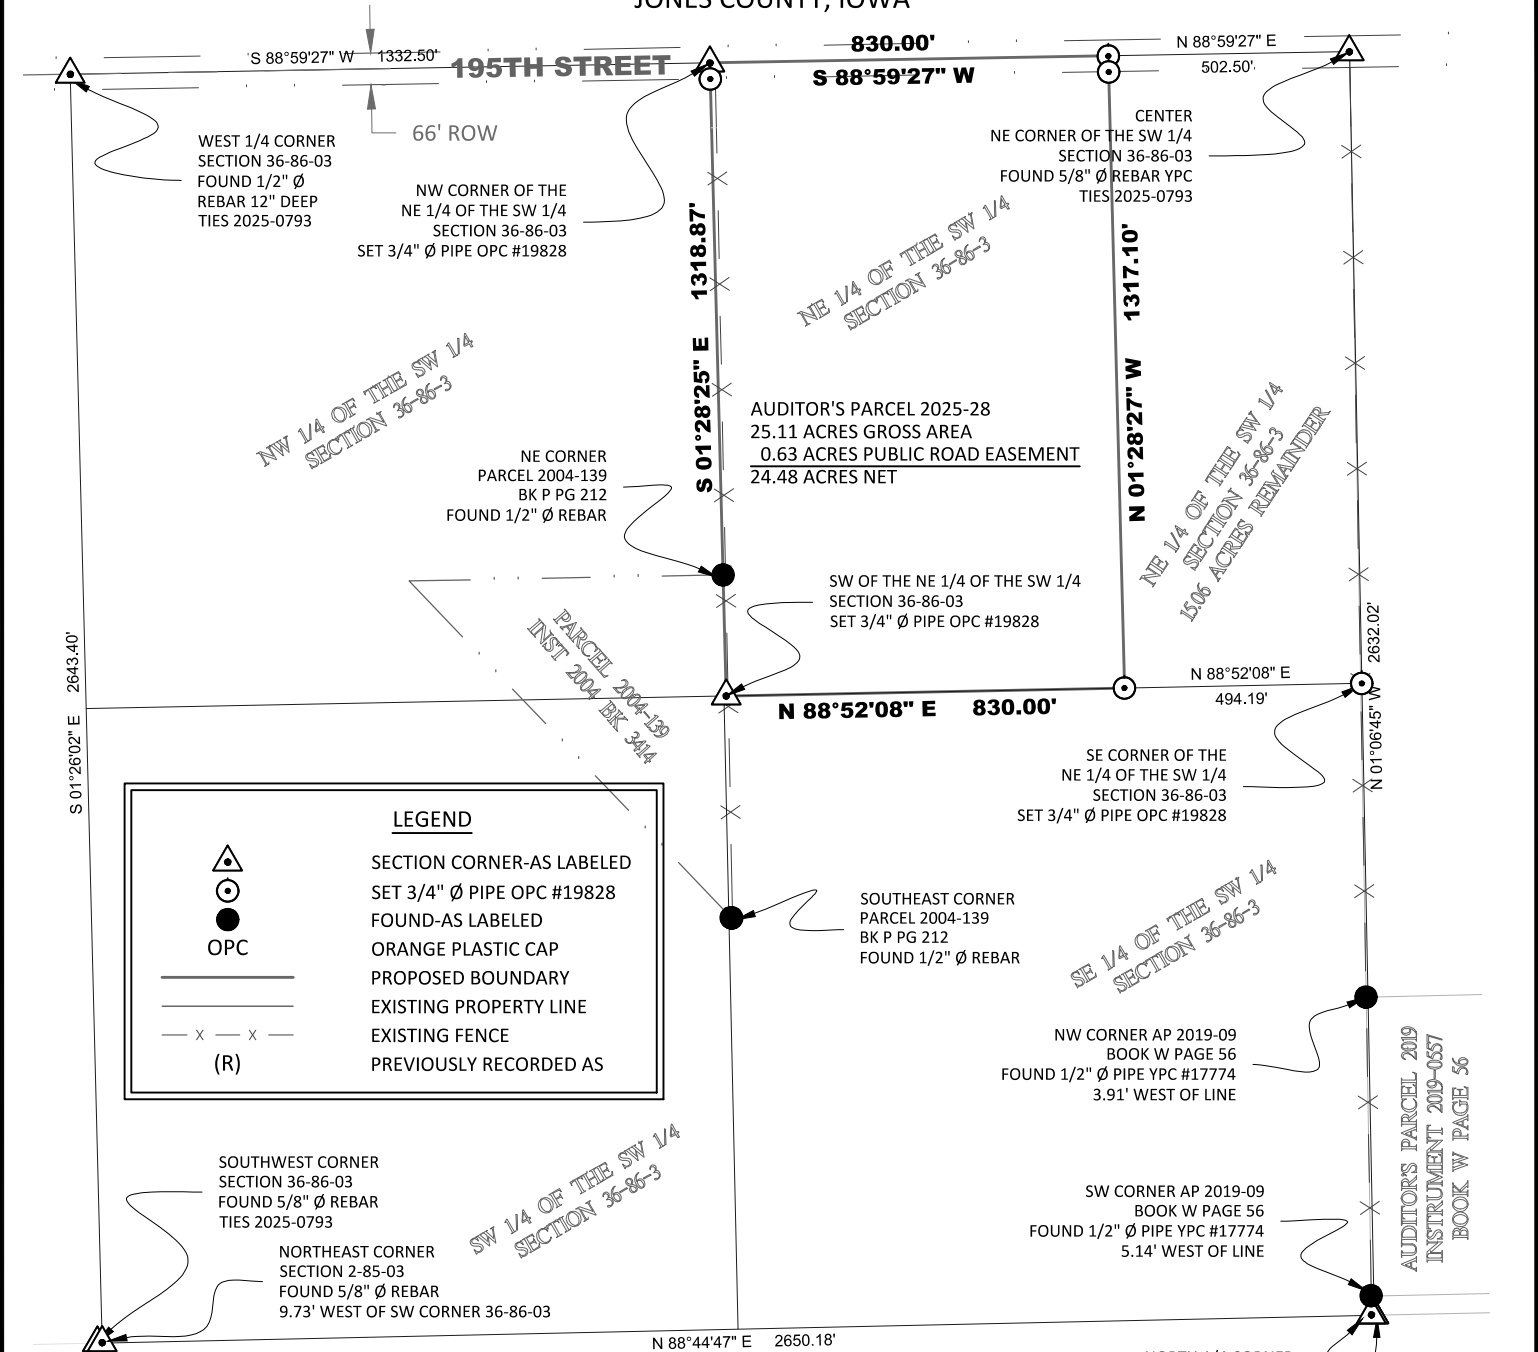 JONES COUNTY, IOWA
S 88°59'27" W 1332.50'
195TH STREET
830.00'
S 88°59'27" W
N 88°59'27" E
502.50'
66' ROW
WEST 1/4 CORNER
SECTION 36-86-03
FOUND 1/2" Ø
REBAR 12" DEEP
TIES 2025-0793
NW CORNER OF THE
NE 1/4 OF THE SW 1/4
SECTION 36-86-03
SET 3/4" Ø PIPE OPC #19828
CENTER
NE CORNER OF THE SW 1/4
SECTION 36-86-03
FOUND 5/8" Ø REBAR YPC
TIES 2025-0793
S 01°28'25" E 1318.87'
NE 1/4 OF THE SW 1/4
SECTION 36-86-3
N 01°28'27" W 1317.10'
NW 1/4 OF THE SW 1/4
SECTION 36-86-3
AUDITOR'S PARCEL 2025-28
25.11 ACRES GROSS AREA
0.63 ACRES PUBLIC ROAD EASEMENT
24.48 ACRES NET
NE 1/4 OF THE SW 1/4
SECTION 36-86-3
15.06 ACRES REMAINDER
NE CORNER
PARCEL 2004-139
BK P PG 212
FOUND 1/2" Ø REBAR
SW OF THE NE 1/4 OF THE SW 1/4
SECTION 36-86-03
SET 3/4" Ø PIPE OPC #19828
PARCEL 2004-139
INST 2004 BK 3414
S 01°26'02" E 2643.40'
N 01°06'45" W 2632.02'
N 88°52'08" E 830.00'
N 88°52'08" E
494.19'
SE CORNER OF THE
NE 1/4 OF THE SW 1/4
SECTION 36-86-03
SET 3/4" Ø PIPE OPC #19828
LEGEND
SECTION CORNER-AS LABELED
SET 3/4" Ø PIPE OPC #19828
FOUND-AS LABELED
OPC ORANGE PLASTIC CAP
PROPOSED BOUNDARY
EXISTING PROPERTY LINE
X X EXISTING FENCE
(R) PREVIOUSLY RECORDED AS
SOUTHEAST CORNER
PARCEL 2004-139
BK P PG 212
FOUND 1/2" Ø REBAR
SE 1/4 OF THE SW 1/4
SECTION 36-86-3
NW CORNER AP 2019-09
BOOK W PAGE 56
FOUND 1/2" Ø PIPE YPC #17774
3.91' WEST OF LINE
AUDITOR'S PARCEL 2019
INSTRUMENT 2019-0557
BOOK W PAGE 56
SOUTHWEST CORNER
SECTION 36-86-03
FOUND 5/8" Ø REBAR
TIES 2025-0793
SW 1/4 OF THE SW 1/4
SECTION 36-86-3
SW CORNER AP 2019-09
BOOK W PAGE 56
FOUND 1/2" Ø PIPE YPC #17774
5.14' WEST OF LINE
NORTHEAST CORNER
SECTION 2-85-03
FOUND 5/8" Ø REBAR
9.73' WEST OF SW CORNER 36-86-03
N 88°44'47" E 2650.18'
NORTH 1/4 CORNER